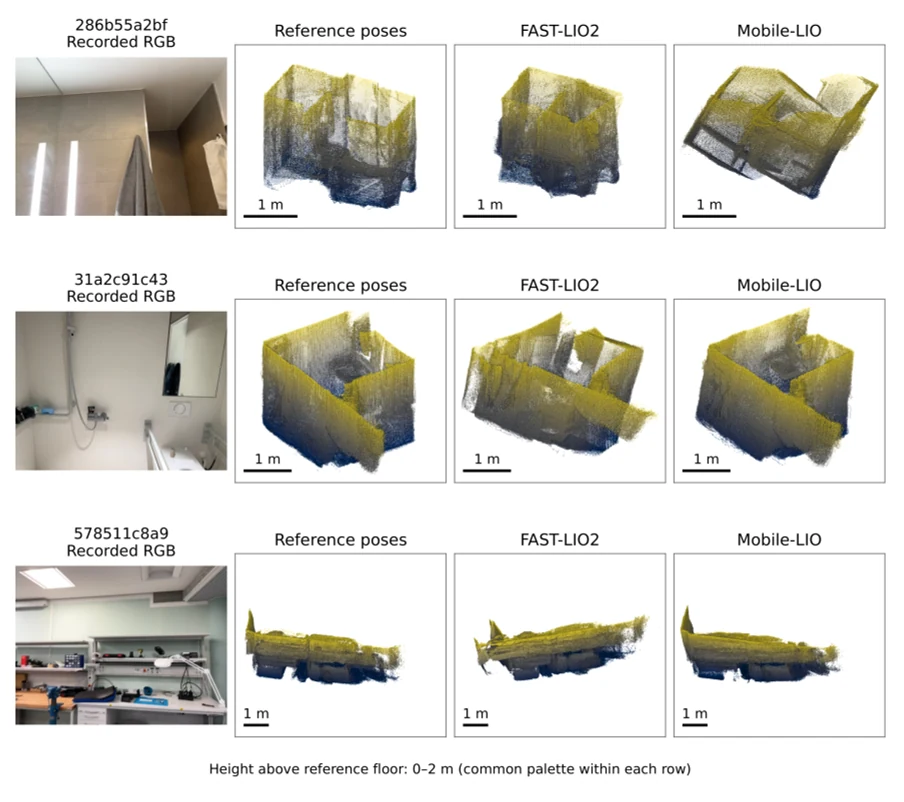 286b55a2bf
Recorded RGB
Reference poses
FAST-LIO2
Mobile-LIO
1 m
1 m
1 m
31a2c91c43
Recorded RGB
Reference poses
FAST-LIO2
Mobile-LIO
1 m
1 m
1 m
578511c8a9
Recorded RGB
Reference poses
FAST-LIO2
Mobile-LIO
1 m
1 m
1 m
Height above reference floor: 0–2 m (common palette within each row)